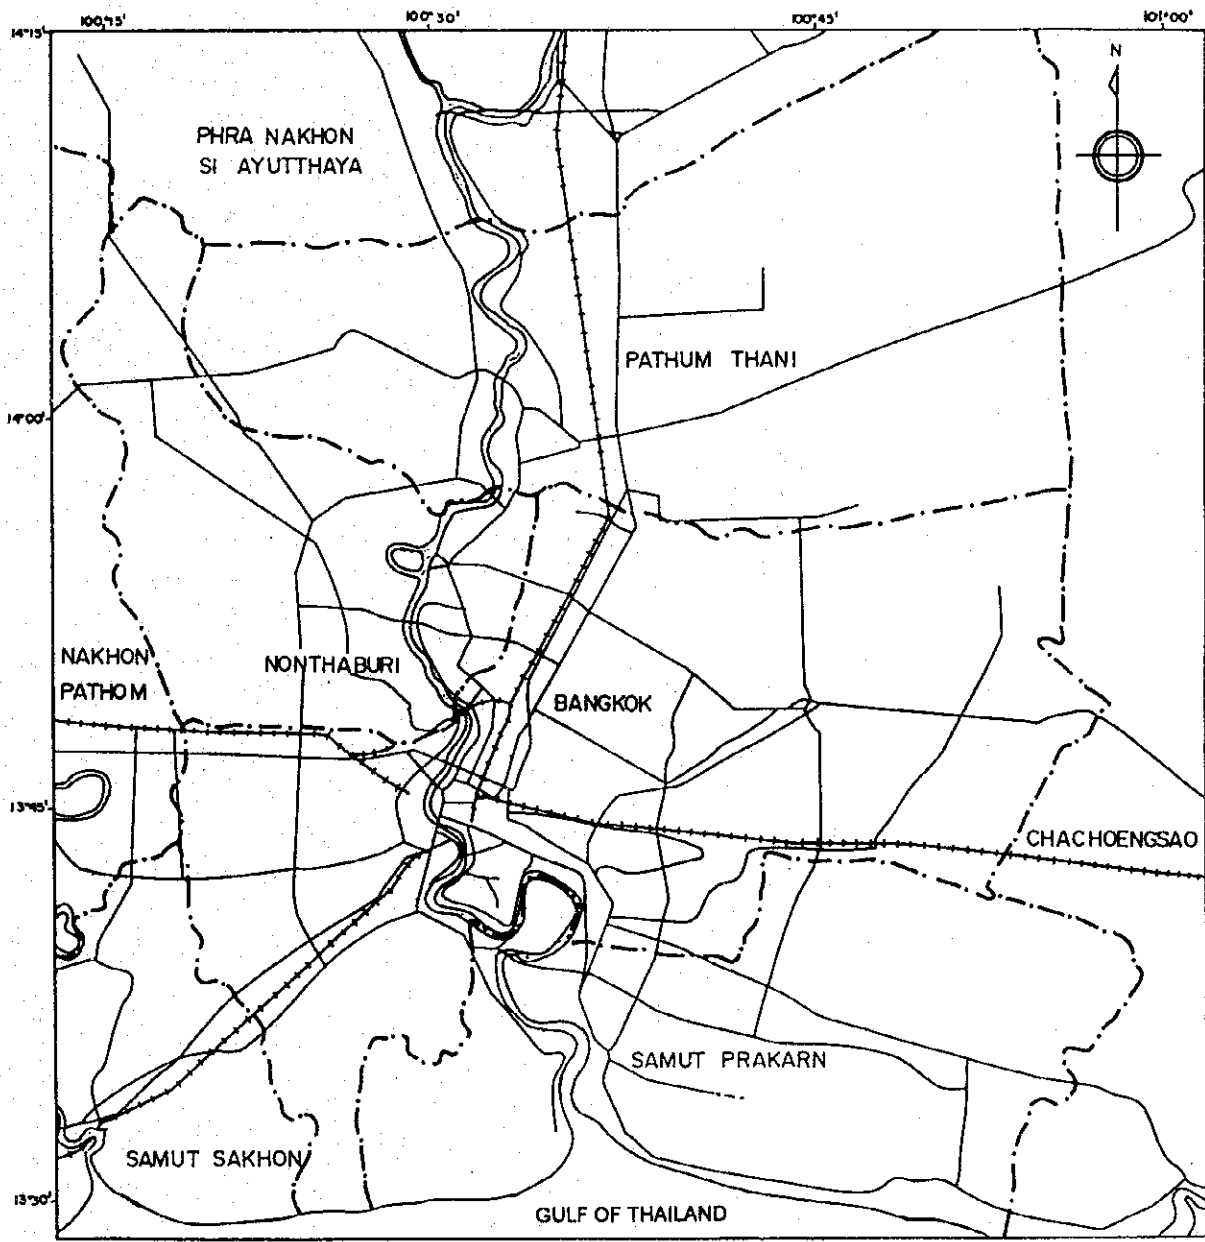 100°45' 100°30' 100°45' 101°00'
14°15'
N
PHRA NAKHON
SI AYUTTHAYA
PATHUM THANI
14°00'
NAKHON
PATHOM
NONTHABURI
BANGKOK
13°45'
CHACHOENGSAO
SAMUT PRAKARN
SAMUT SAKHON
13°30'
GULF OF THAILAND